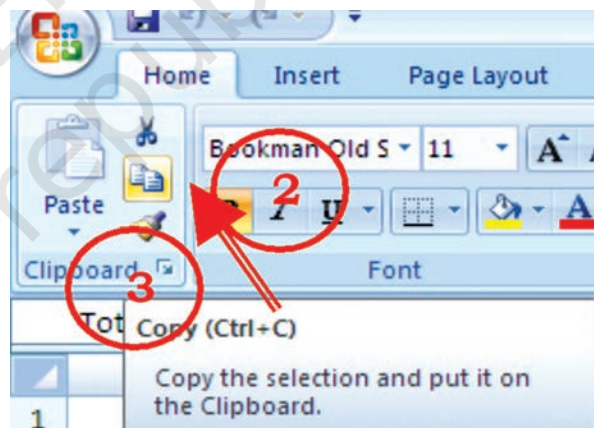 Home Insert Page Layout
Bookman Old S 11 A
2
Paste I U A
Clipboard Font
3
Tot Copy (Ctrl+C)
Copy the selection and put it on
1 the Clipboard.